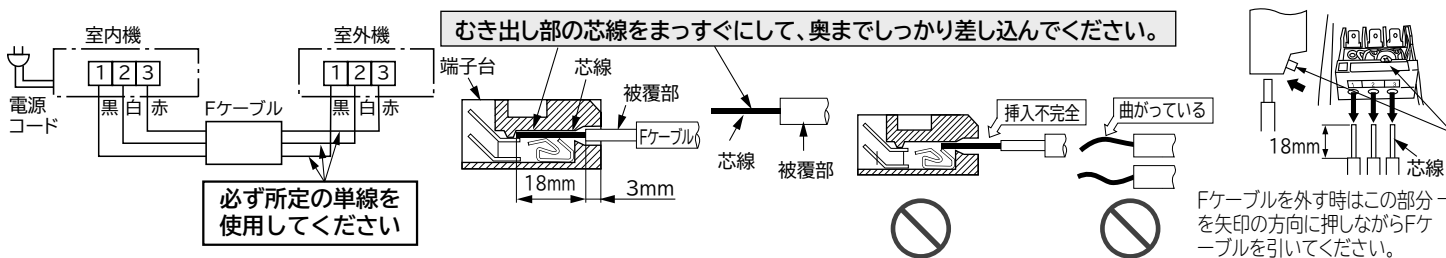 むき出し部の芯線をまっすぐにして、奥までしっかり差し込んでください。
室内機
室外機
1 2 3
1 2 3
黒 白 赤
黒 白 赤
電源
コード
Fケーブル
必ず所定の単線を
使用してください
端子台
芯線
被覆部
Fケーブル
18mm
3mm
芯線
被覆部
挿入不完全
曲がっている
18mm
芯線
Fケーブルを外す時はこの部分
を矢印の方向に押しながらFケ
ーブルを引いてください。